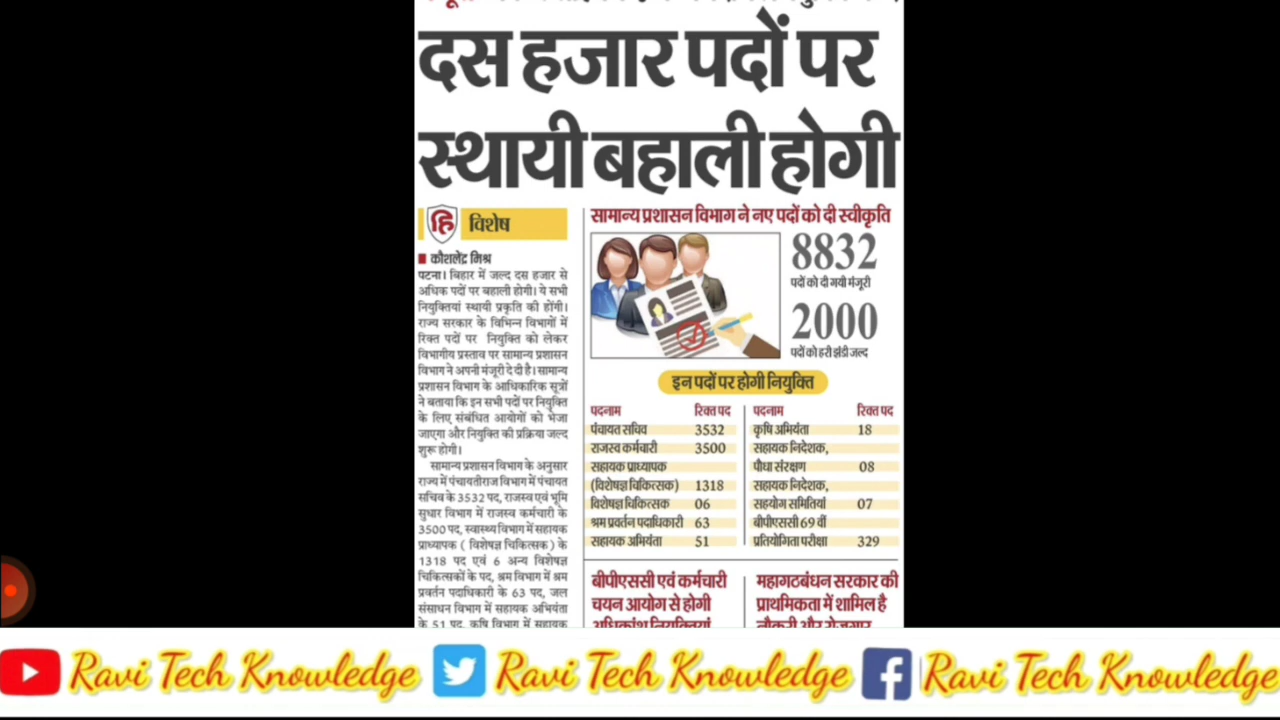 दस हजार पदों पर
स्थायी बहाली होगी
हि विशेष
कौशलेंद्र मिश्र
पटना। बिहार में जल्द दस हजार से
अधिक पदों पर बहाली होगी। ये सभी
नियुक्तियां स्थायी प्रकृति की होंगी।
राज्य सरकार के विभिन्न विभागों में
रिक्त पदों पर नियुक्ति को लेकर
विभागीय प्रस्ताव पर सामान्य प्रशासन
विभाग ने अपनी मंजूरी दे दी है। सामान्य
प्रशासन विभाग के आधिकारिक सूत्रों
ने बताया कि इन सभी पदों पर नियुक्ति
के लिए संबंधित आयोगों को भेजा
जाएगा और नियुक्ति की प्रक्रिया जल्द
शुरू होगी।
सामान्य प्रशासन विभाग के अनुसार
राज्य में पंचायतीराज विभाग में पंचायत
सचिव के 3532 पद, राजस्व एवं भूमि
सुधार विभाग में राजस्व कर्मचारी के
3500 पद, स्वास्थ्य विभाग में सहायक
प्राध्यापक ( विशेषज्ञ चिकित्सक) के
1318 पद एवं 6 अन्य विशेषज्ञ
चिकित्सकों के पद, श्रम विभाग में श्रम
प्रवर्तन पदाधिकारी के 63 पद, जल
संसाधन विभाग में सहायक अभियंता
के 51 पद, कृषि विभाग में सहायक
सामान्य प्रशासन विभाग ने नए पदों को दी स्वीकृति
8832
पदों को दी गयी मंजूरी
2000
पदों को हरी झंडी जल्द
इन पदों पर होगी नियुक्ति
पदनाम रिक्त पद
पंचायत सचिव 3532
राजस्व कर्मचारी 3500
सहायक प्राध्यापक
(विशेषज्ञ चिकित्सक) 1318
विशेषज्ञ चिकित्सक 06
श्रम प्रवर्तन पदाधिकारी 63
सहायक अभियंता 51
पदनाम रिक्त पद
कृषि अभियंता 18
सहायक निदेशक,
पौधा संरक्षण 08
सहायक निदेशक,
सहयोग समितियां 07
बीपीएससी 69 वीं
प्रतियोगिता परीक्षा 329
बीपीएससी एवं कर्मचारी
चयन आयोग से होगी
अधिकांश नियुक्तियां
महागठबंधन सरकार की
प्राथमिकता में शामिल है
नौकरी और रोजगार
Ravi Tech Knowledge Ravi Tech Knowledge Ravi Tech Knowledge